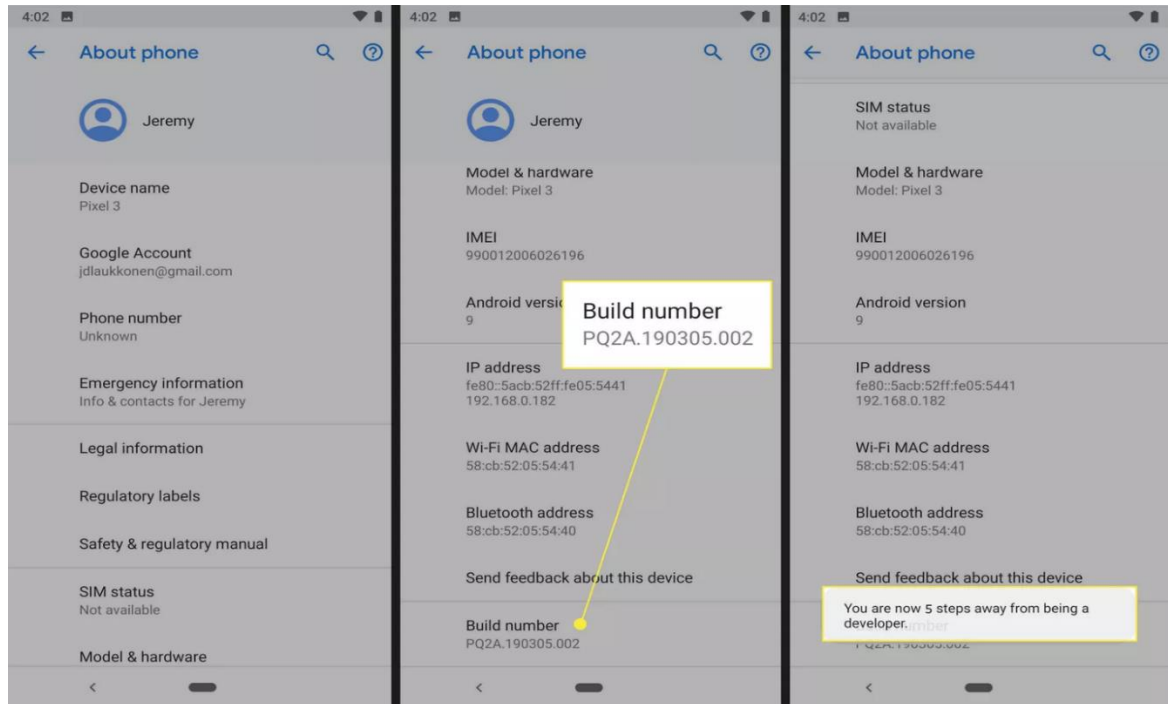 4:02
About phone
Jeremy
Device name
Pixel 3
Google Account
jdlaukkonen@gmail.com
Phone number
Unknown
Emergency information
Info & contacts for Jeremy
Legal information
Regulatory labels
Safety & regulatory manual
SIM status
Not available
Model & hardware
4:02
About phone
Jeremy
Model & hardware
Model: Pixel 3
IMEI
990012006026196
Android versio
9
Build number
PQ2A.190305.002
IP address
fe80::5acb:52ff:fe05:5441
192.168.0.182
Wi-Fi MAC address
58:cb:52:05:54:41
Bluetooth address
58:cb:52:05:54:40
Send feedback about this device
Build number
PQ2A.190305.002
4:02
About phone
SIM status
Not available
Model & hardware
Model: Pixel 3
IMEI
990012006026196
Android version
9
IP address
fe80::5acb:52ff:fe05:5441
192.168.0.182
Wi-Fi MAC address
58:cb:52:05:54:41
Bluetooth address
58:cb:52:05:54:40
Send feedback about this device
You are now 5 steps away from being a
developer.
PQ2A.190305.002